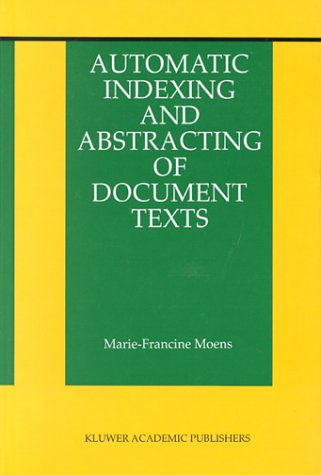 AUTOMATIC
INDEXING
AND
ABSTRACTING
OF
DOCUMENT
TEXTS
Marie-Francine Moens
KLUWER ACADEMIC PUBLISHERS